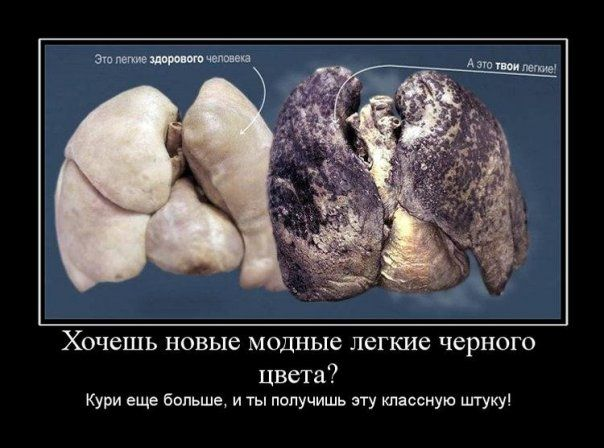 Это легкие здорового человека
А это твои легкие!
Хочешь новые модные легкие черного
цвета?
Кури еще больше, и ты получишь эту классную штуку!